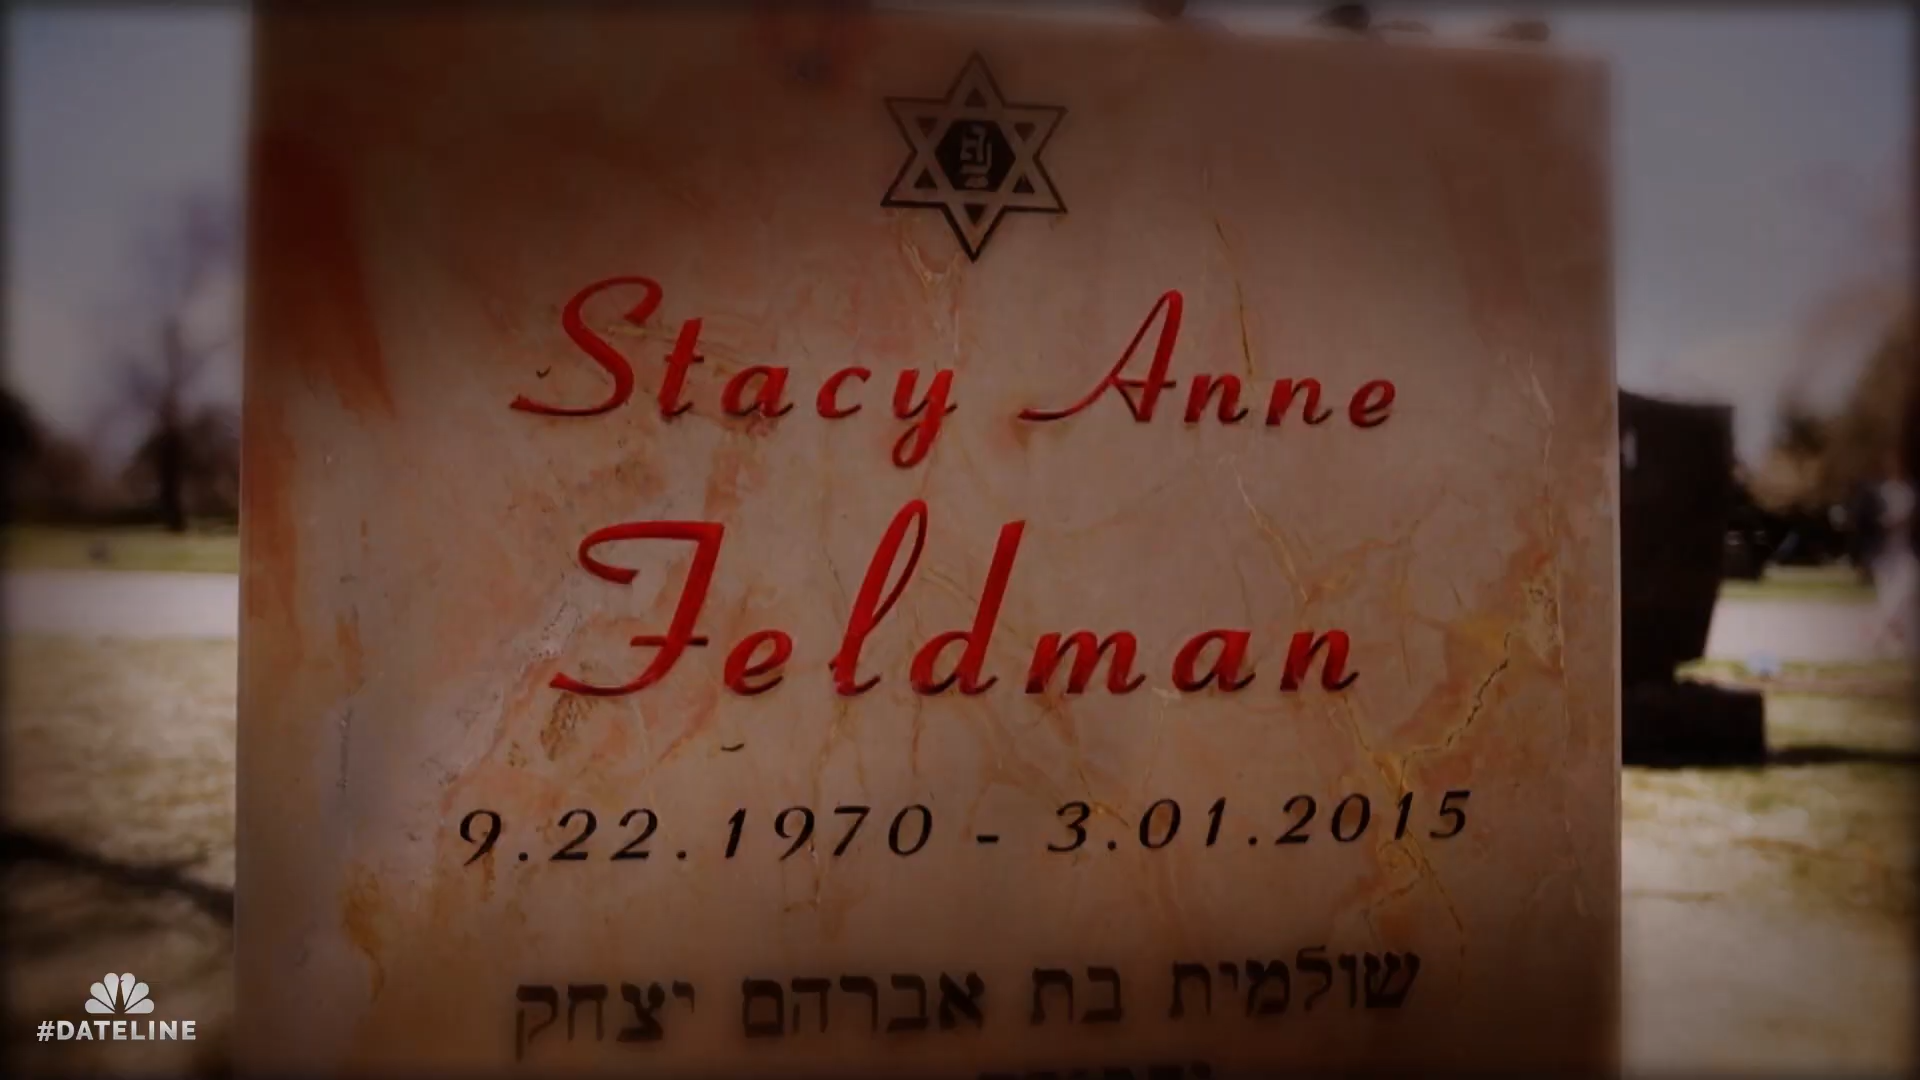 Stacy Anne
Feldman
9.22.1970 - 3.01.2015
שולמית בת אברהם יצחק
#DATELINE